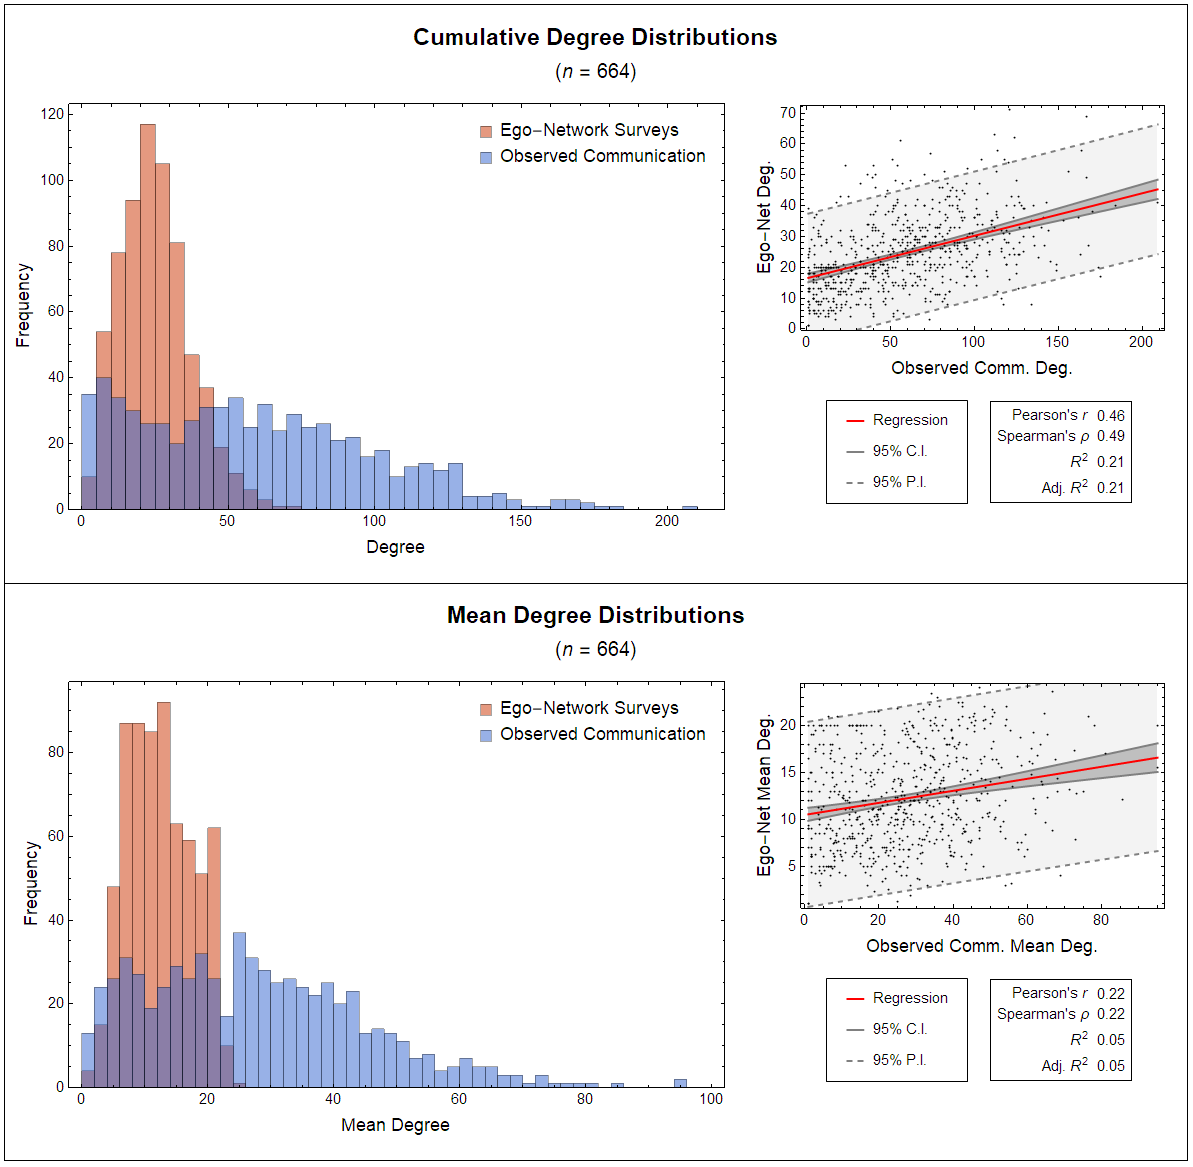 Cumulative Degree Distributions
(n = 664)
Ego−Network Surveys
Observed Communication
120
100
80
60
40
20
0
Frequency
0 50 100 150 200
Degree
70
60
50
40
30
20
10
0
Ego−Net Deg.
0 50 100 150 200
Observed Comm. Deg.
Regression
95% C.I.
95% P.I.
Pearson's r 0.46
Spearman's ρ 0.49
R² 0.21
Adj. R² 0.21
Mean Degree Distributions
(n = 664)
Ego−Network Surveys
Observed Communication
80
60
40
20
0
Frequency
0 20 40 60 80 100
Mean Degree
20
15
10
5
Ego−Net Mean Deg.
0 20 40 60 80
Observed Comm. Mean Deg.
Regression
95% C.I.
95% P.I.
Pearson's r 0.22
Spearman's ρ 0.22
R² 0.05
Adj. R² 0.05